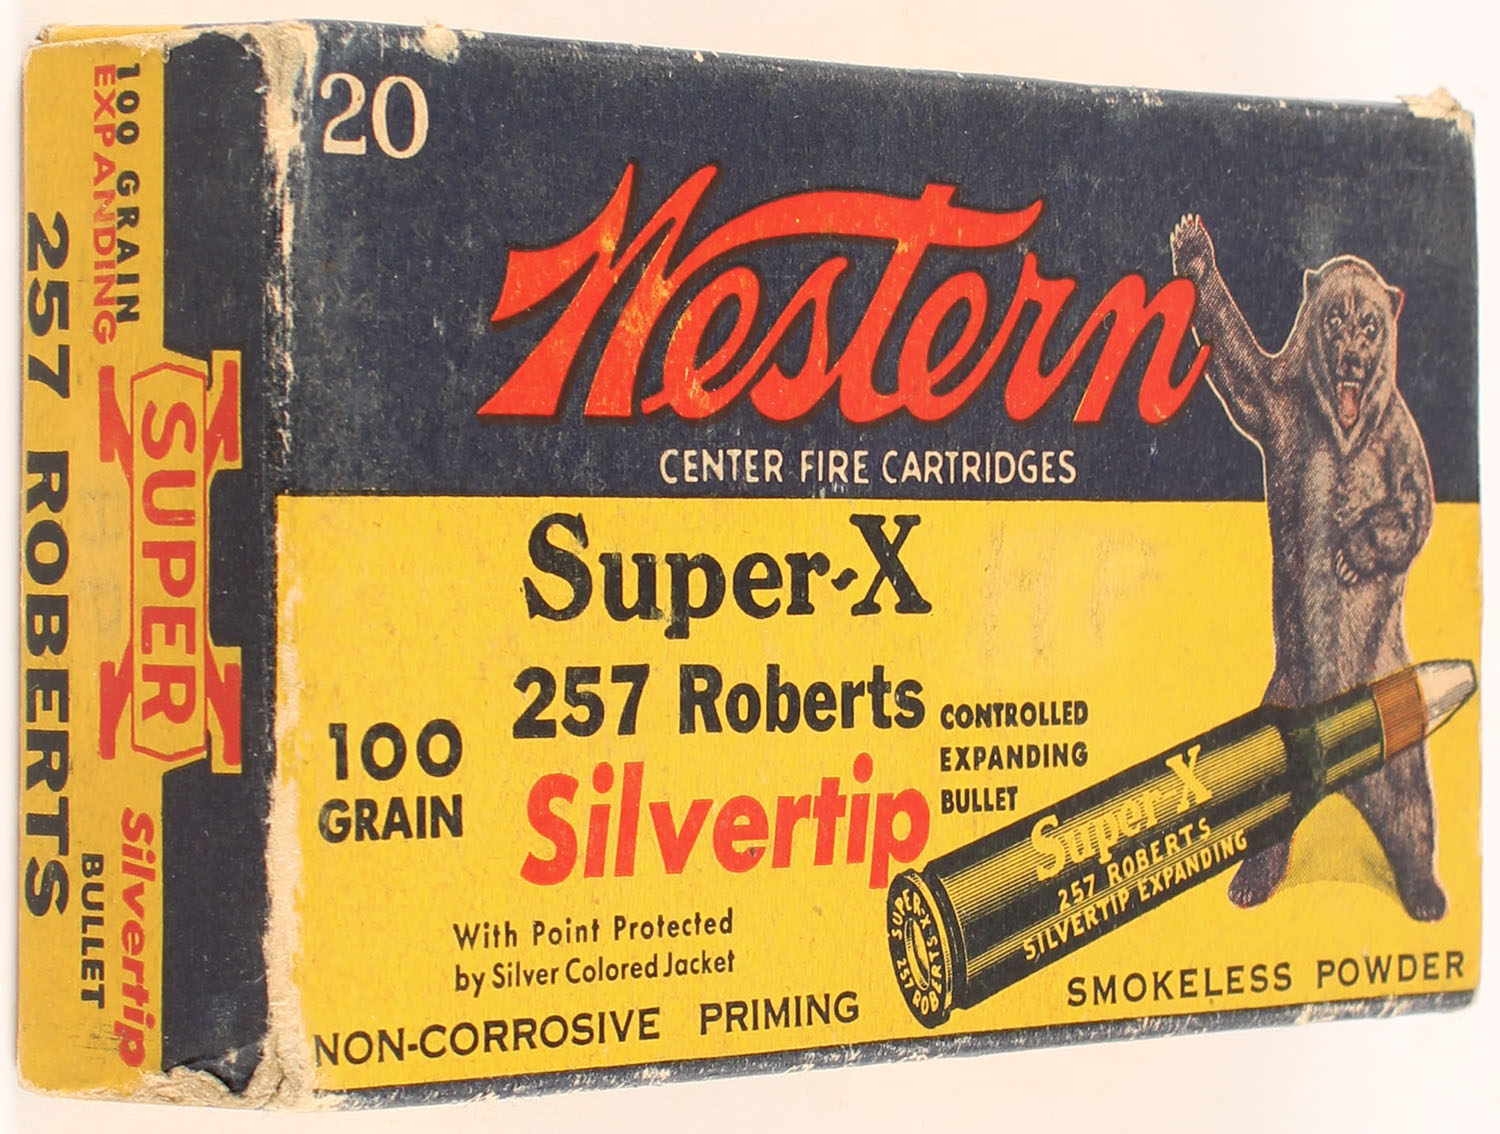 20
Western
CENTER FIRE CARTRIDGES
Super-X
257 Roberts
100
GRAIN
Silvertip
CONTROLLED
EXPANDING
BULLET
With Point Protected
by Silver Colored Jacket
NON-CORROSIVE PRIMING
SMOKELESS POWDER
Super-X
257 ROBERTS
SILVERTIP EXPANDING
SUPER-X
257 ROBERTS
100 GRAIN
EXPANDING
257 ROBERTS
SUPER
X
Silvertip
BULLET